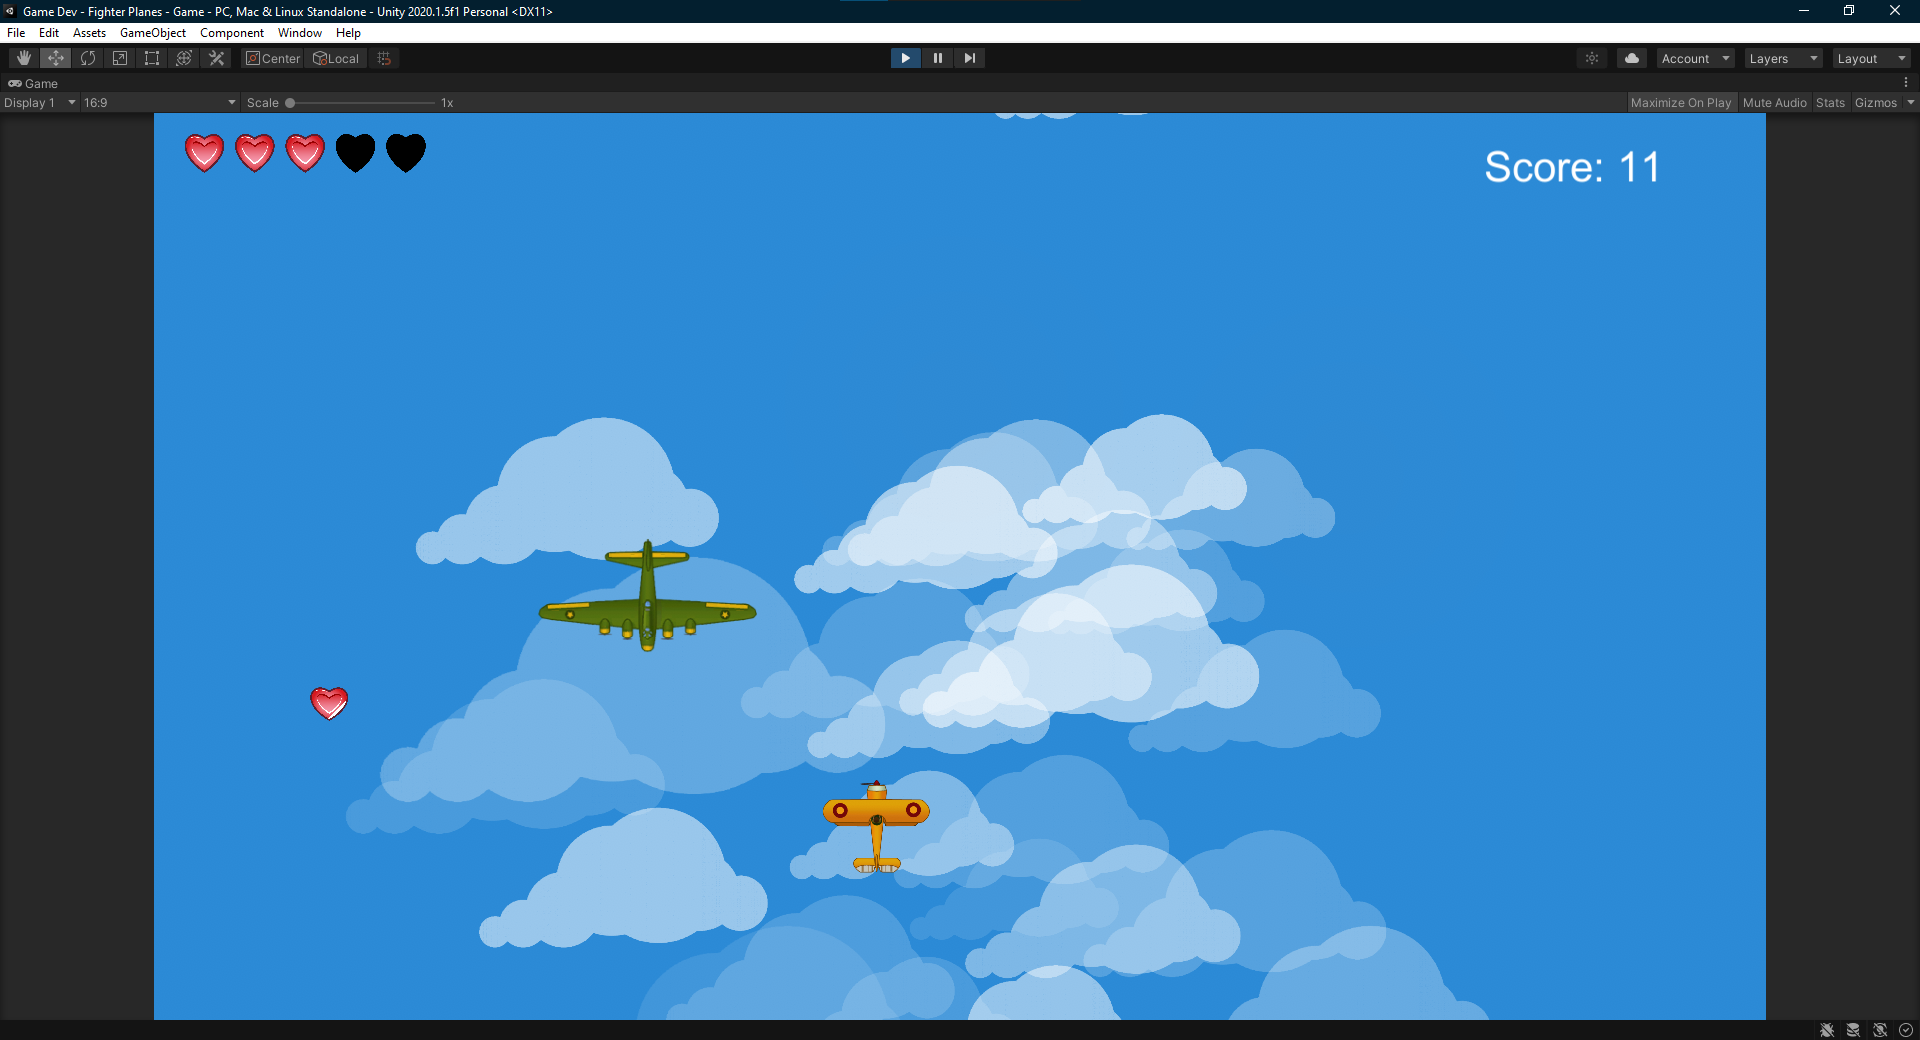 Game Dev - Fighter Planes - Game - PC, Mac & Linux Standalone - Unity 2020.1.5f1 Personal <DX11>
File Edit Assets GameObject Component Window Help
Center Local Account Layers Layout
Game
Display 1 16:9 Scale 1x Maximize On Play Mute Audio Stats Gizmos
Score: 11